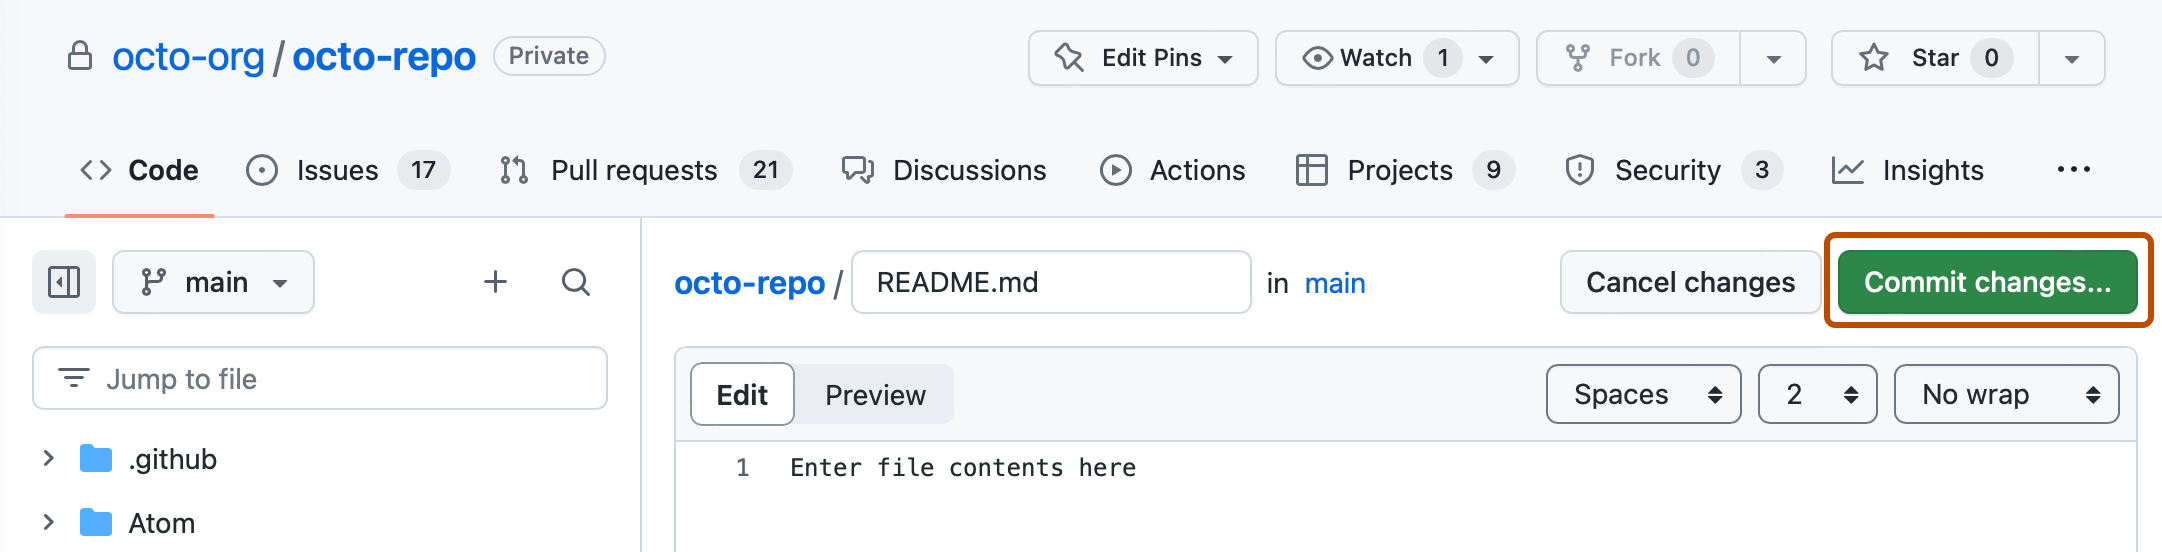 octo-org / octo-repo Private Edit Pins Watch 1 Fork 0 Star 0
Code Issues 17 Pull requests 21 Discussions Actions Projects 9 Security 3 Insights ...
main octo-repo / README.md in main Cancel changes Commit changes...
Jump to file Edit Preview Spaces 2 No wrap
.github 1 Enter file contents here
Atom